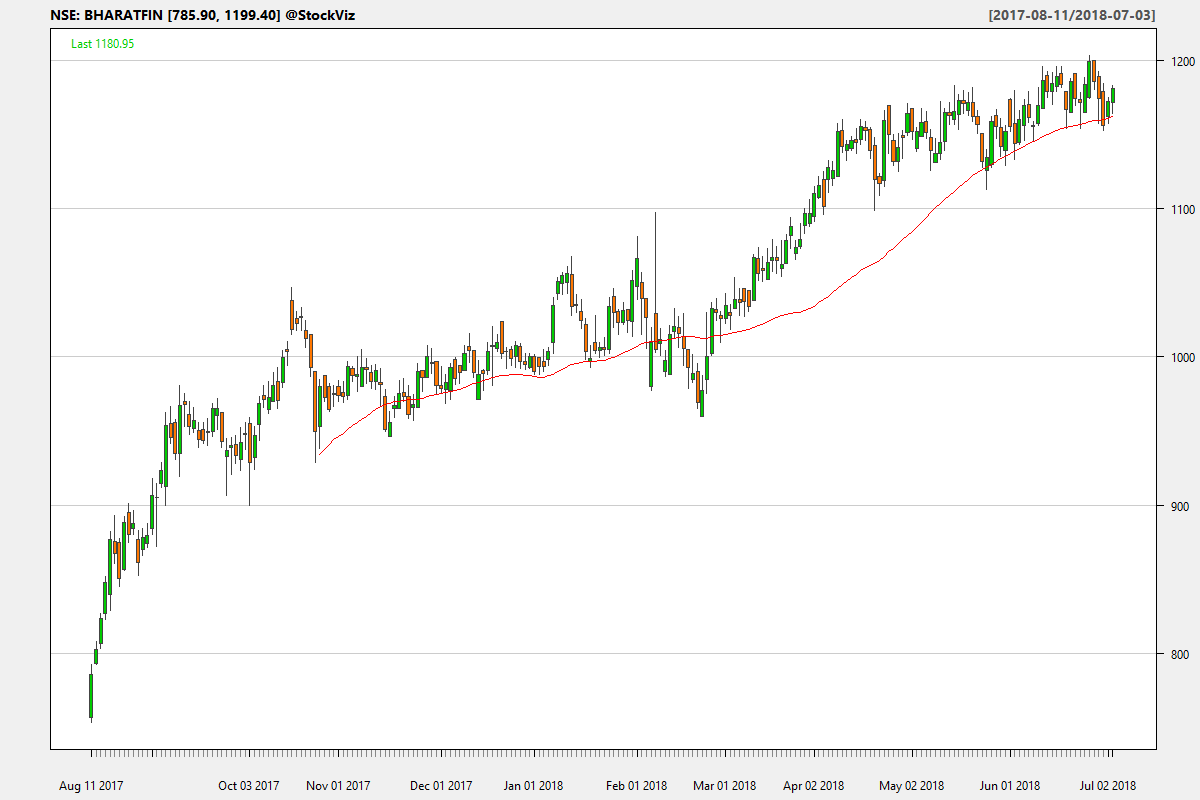 NSE: BHARATFIN [785.90, 1199.40] @StockViz [2017-08-11/2018-07-03]
Last 1180.95
1200
1100
1000
900
800
Aug 11 2017 Oct 03 2017 Nov 01 2017 Dec 01 2017 Jan 01 2018 Feb 01 2018 Mar 01 2018 Apr 02 2018 May 02 2018 Jun 01 2018 Jul 02 2018